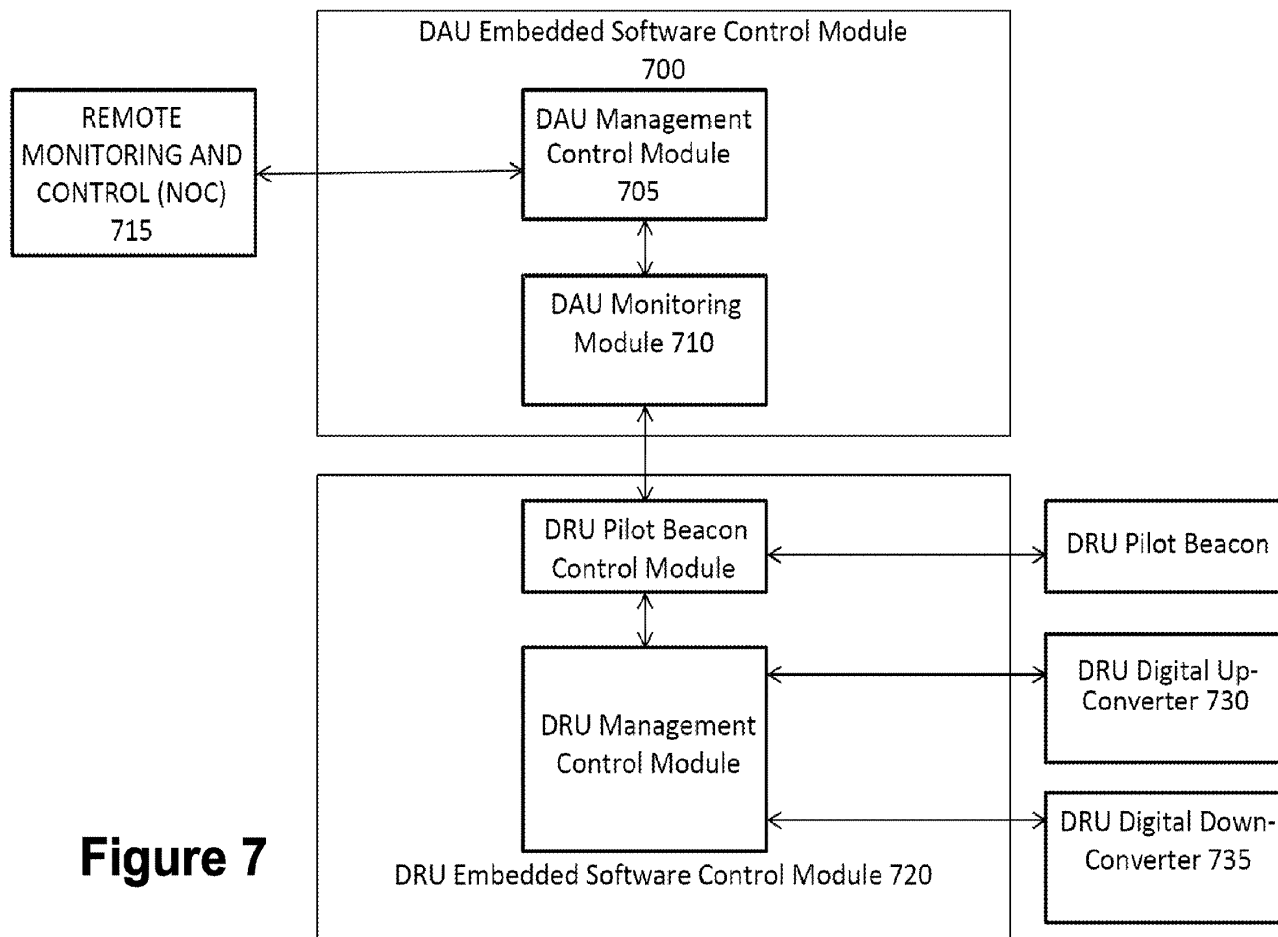 DAU Embedded Software Control Module
700
REMOTE
MONITORING AND
CONTROL (NOC)
715
DAU Management
Control Module
705
DAU Monitoring
Module 710
DRU Pilot Beacon
Control Module
DRU Pilot Beacon
DRU Management
Control Module
DRU Digital Up-
Converter 730
DRU Digital Down-
Converter 735
DRU Embedded Software Control Module 720
Figure 7